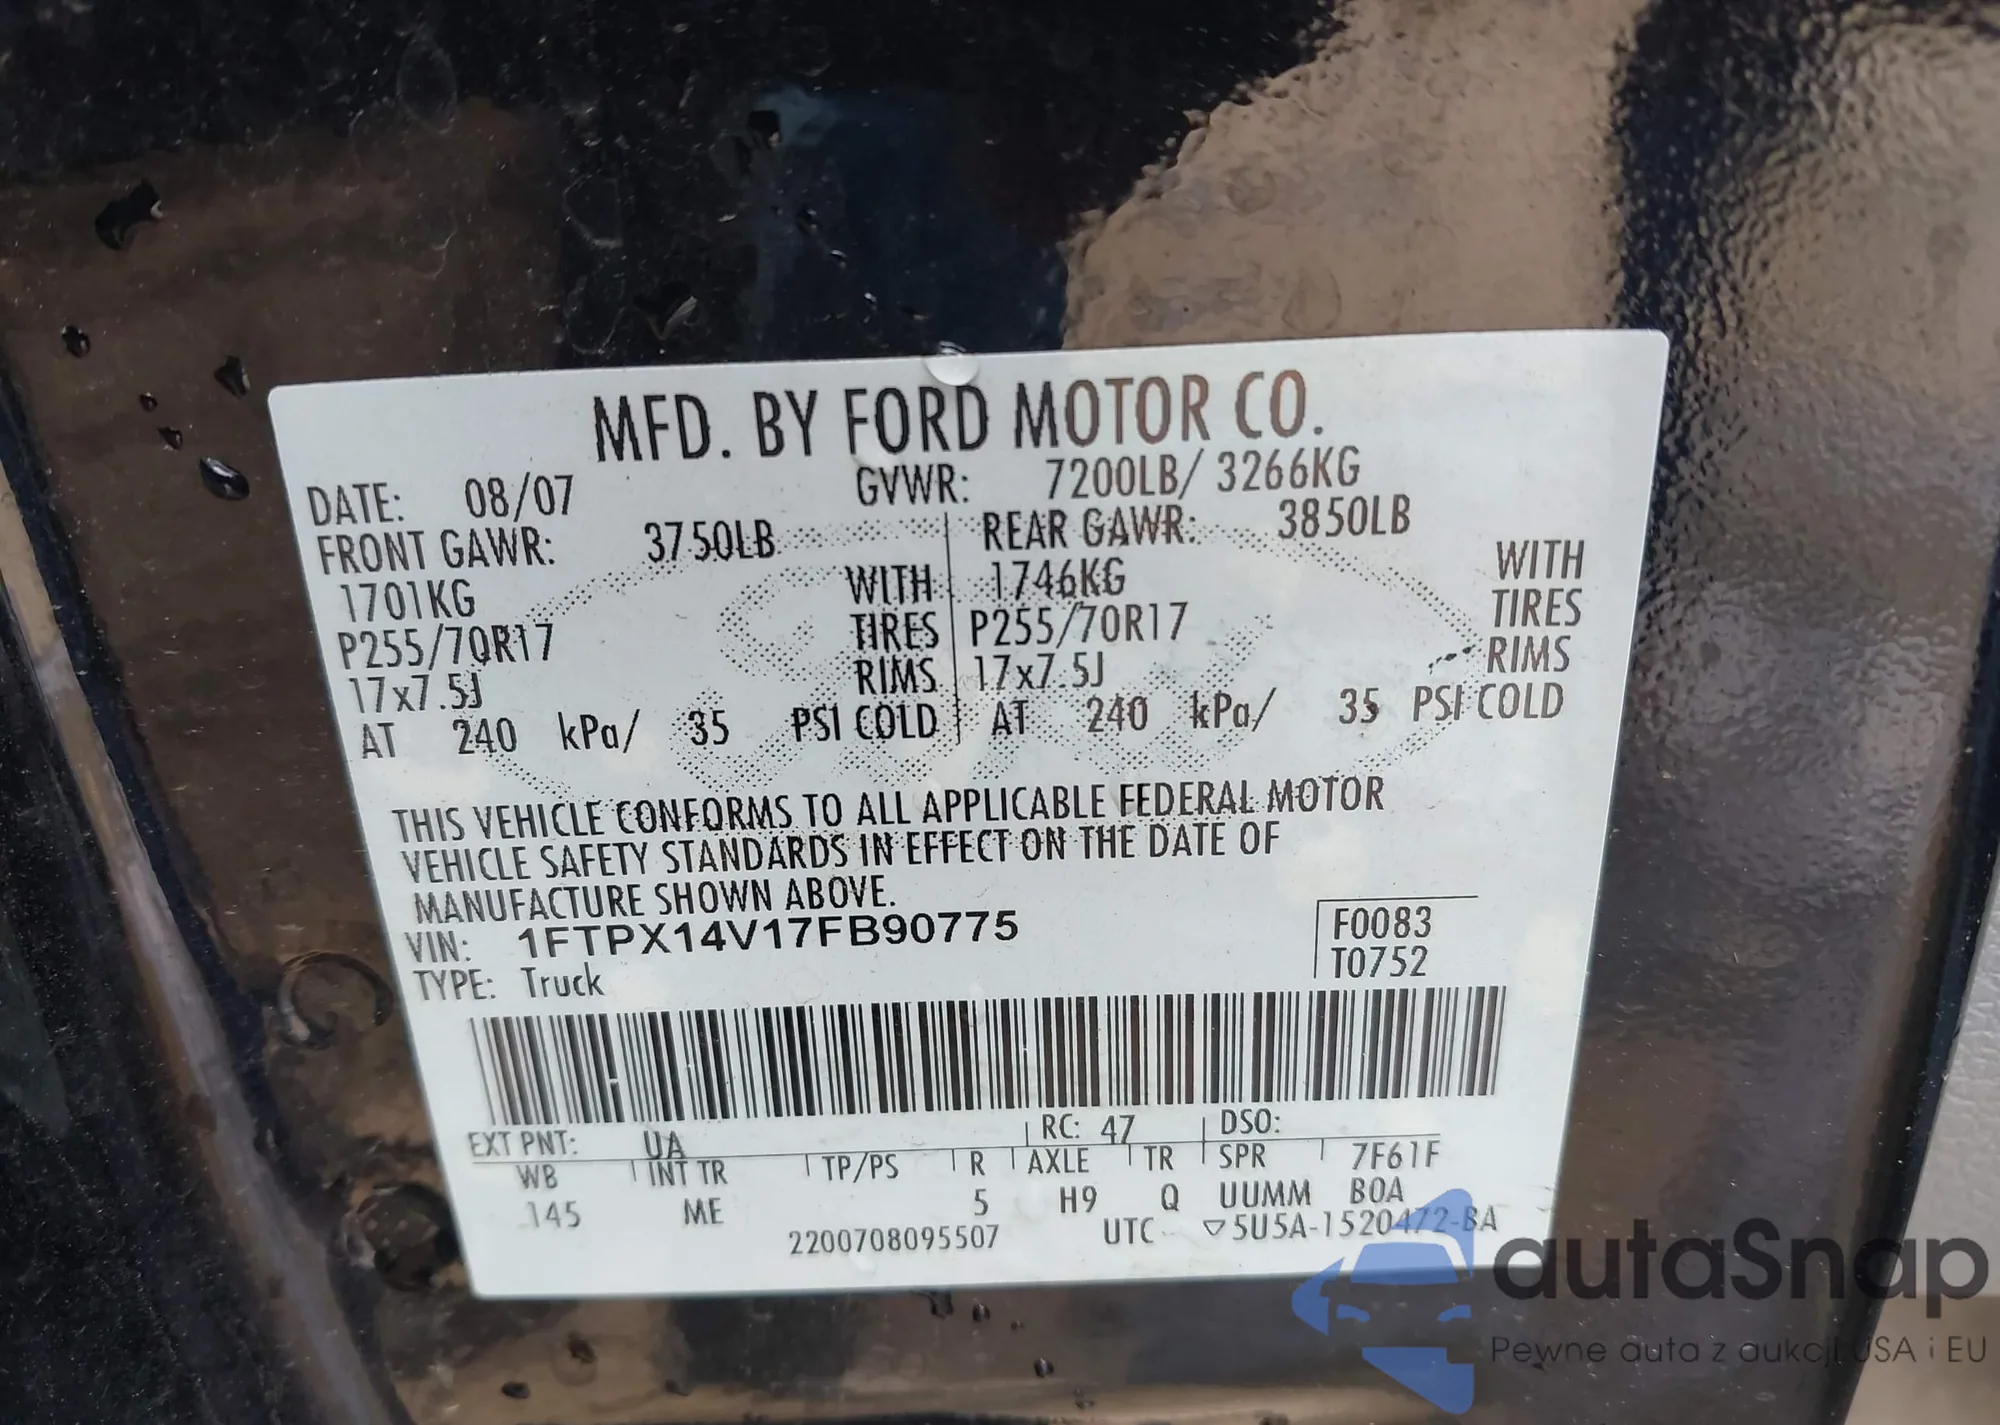 MFD. BY FORD MOTOR CO.
DATE: 08/07 GVWR: 7200LB/ 3266KG
FRONT GAWR: 3750LB REAR GAWR: 3850LB
1701KG WITH 1746KG WITH
P255/70R17 TIRES P255/70R17 TIRES
17x7.5J RIMS 17x7.5J RIMS
AT 240 kPa/ 35 PSI COLD AT 240 kPa/ 35 PSI COLD
THIS VEHICLE CONFORMS TO ALL APPLICABLE FEDERAL MOTOR
VEHICLE SAFETY STANDARDS IN EFFECT ON THE DATE OF
MANUFACTURE SHOWN ABOVE.
VIN: 1FTPX14V17FB90775 F0083
TYPE: Truck T0752
EXT PNT: UA RC: 47 DSO:
WB INT TR TP/PS R AXLE TR SPR 7F61F
145 ME 5 H9 Q UUMM BOA
2200708095507 UTC ▽5U5A-1520472-BA
autaSnap
Pewne auta z aukcji USA i EU